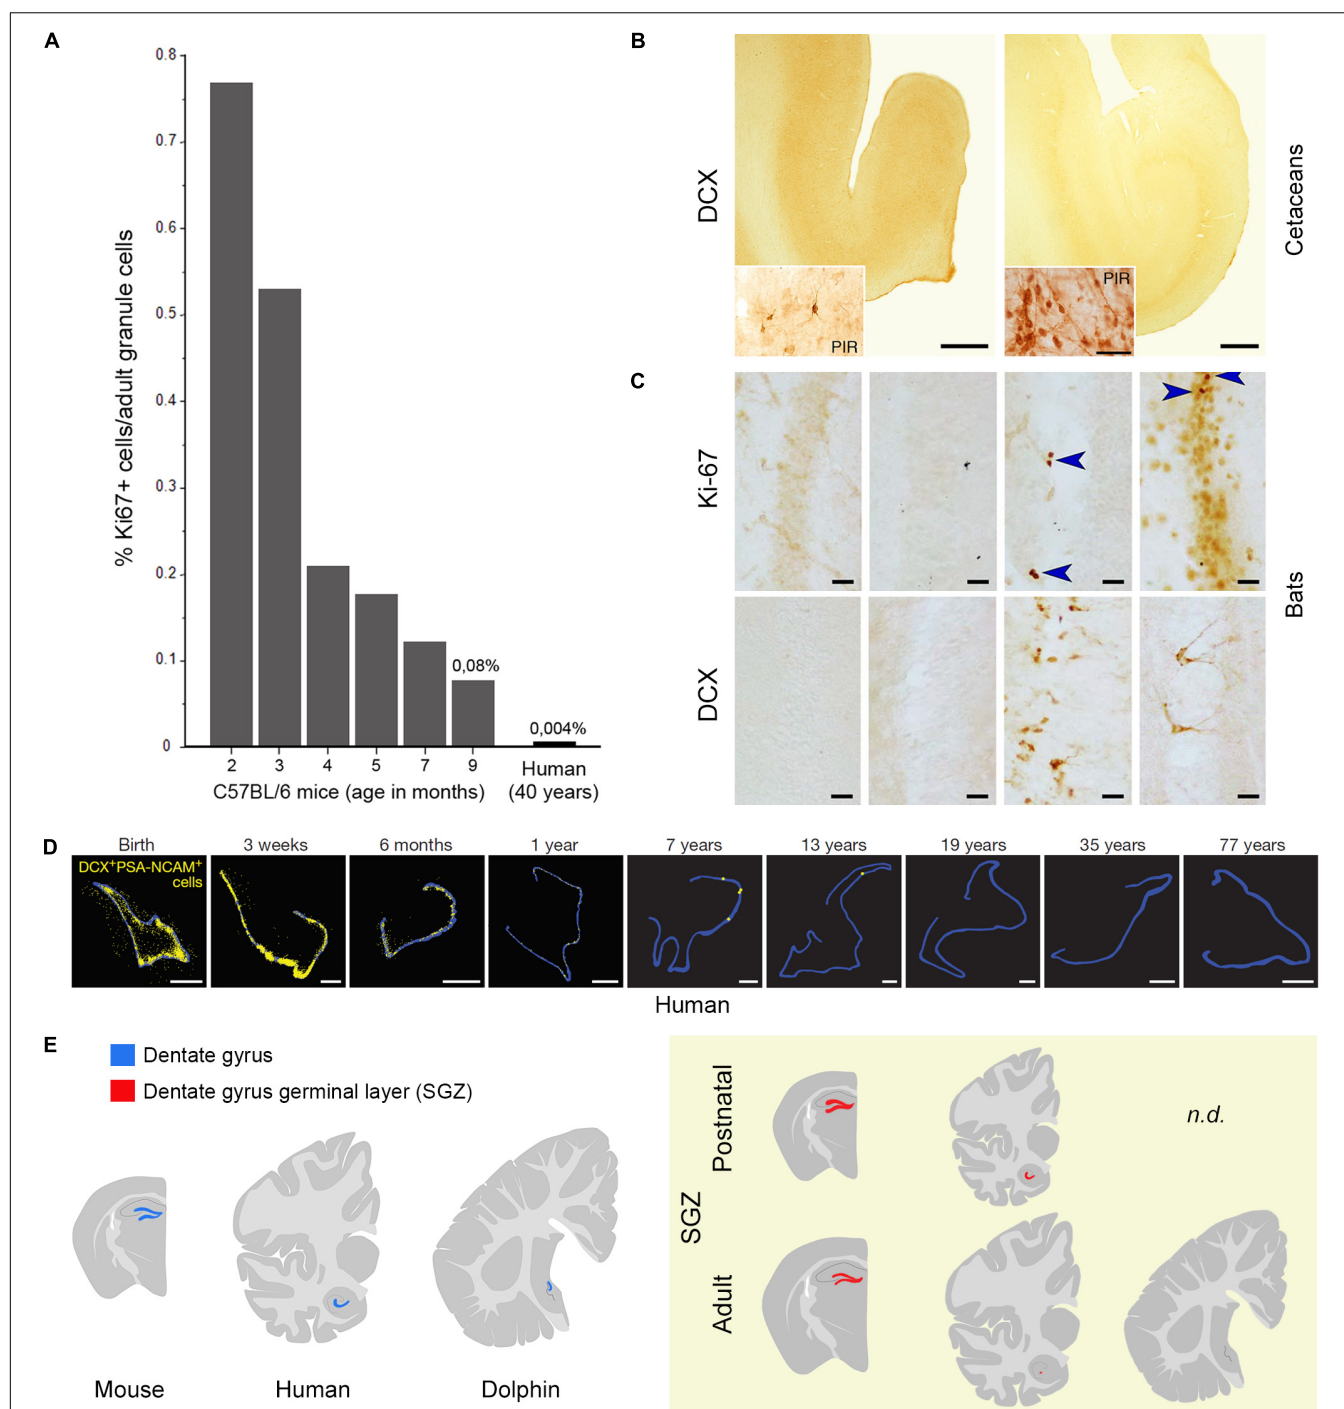 A
0.8
0.7
0.6
0.5
0.4
0.3
0.2
0.1
0
% Ki67+ cells/adult granule cells
0,08%
0,004%
2 3 4 5 7 9
Human
(40 years)
C57BL/6 mice (age in months)
B
DCX
PIR
PIR
Cetaceans
C
Ki-67
DCX
Bats
D
Birth
3 weeks
6 months
1 year
7 years
13 years
19 years
35 years
77 years
DCX+PSA-NCAM+
cells
Human
E
Dentate gyrus
Dentate gyrus germinal layer (SGZ)
Mouse
Human
Dolphin
SGZ
Postnatal
n.d.
Adult